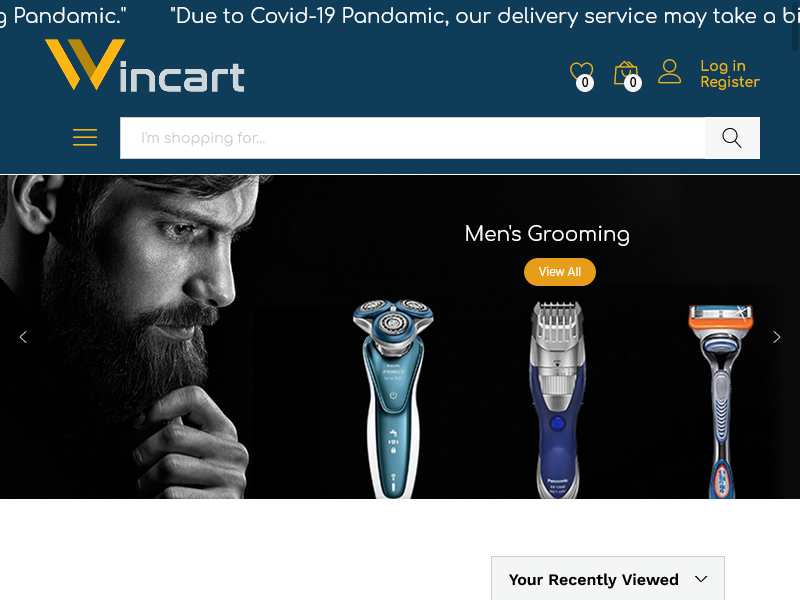 g Pandamic." "Due to Covid-19 Pandamic, our delivery service may take a bi
Wincart
0
0
Log in
Register
I'm shopping for...
Men's Grooming
View All
Panasonic
Your Recently Viewed